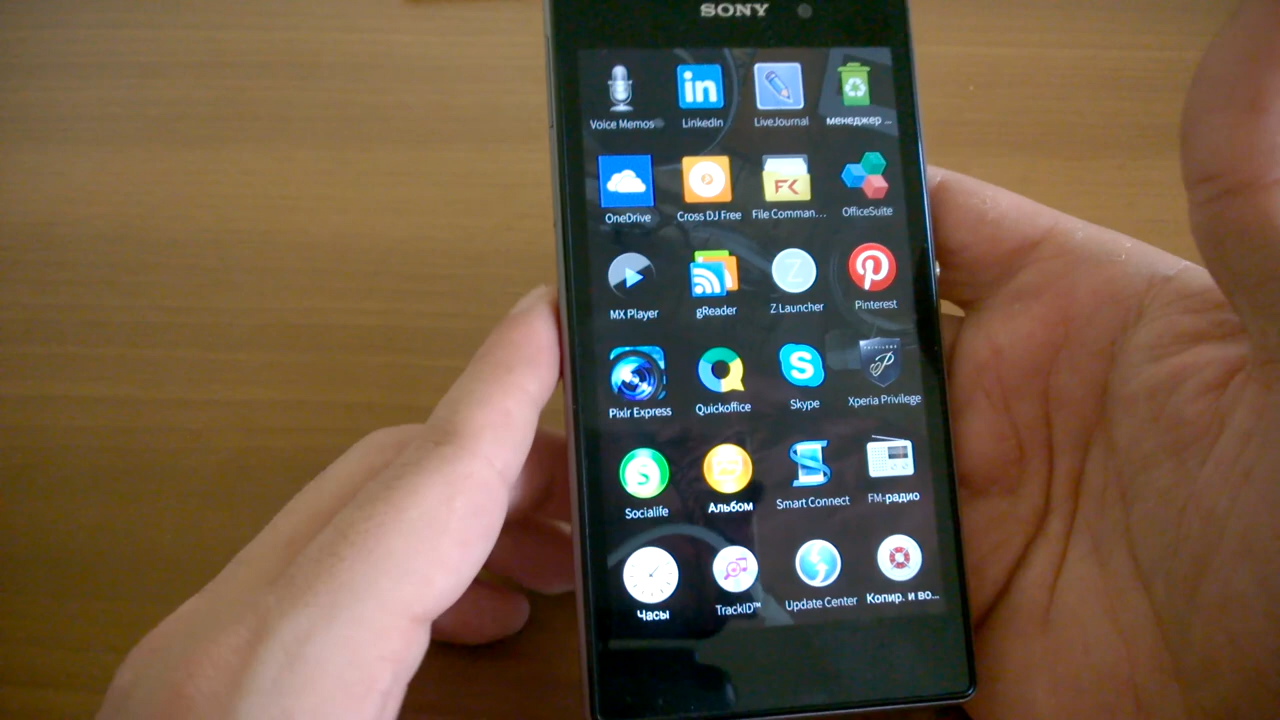 SONY
Voice Memos
LinkedIn
LiveJournal
менеджер ...
OneDrive
Cross DJ Free
File Comman...
OfficeSuite
MX Player
gReader
Z Launcher
Pinterest
Pixlr Express
Quickoffice
Skype
Xperia Privilege
Socialife
Альбом
Smart Connect
FM-радио
Часы
TrackID™
Update Center
Копир. и во...